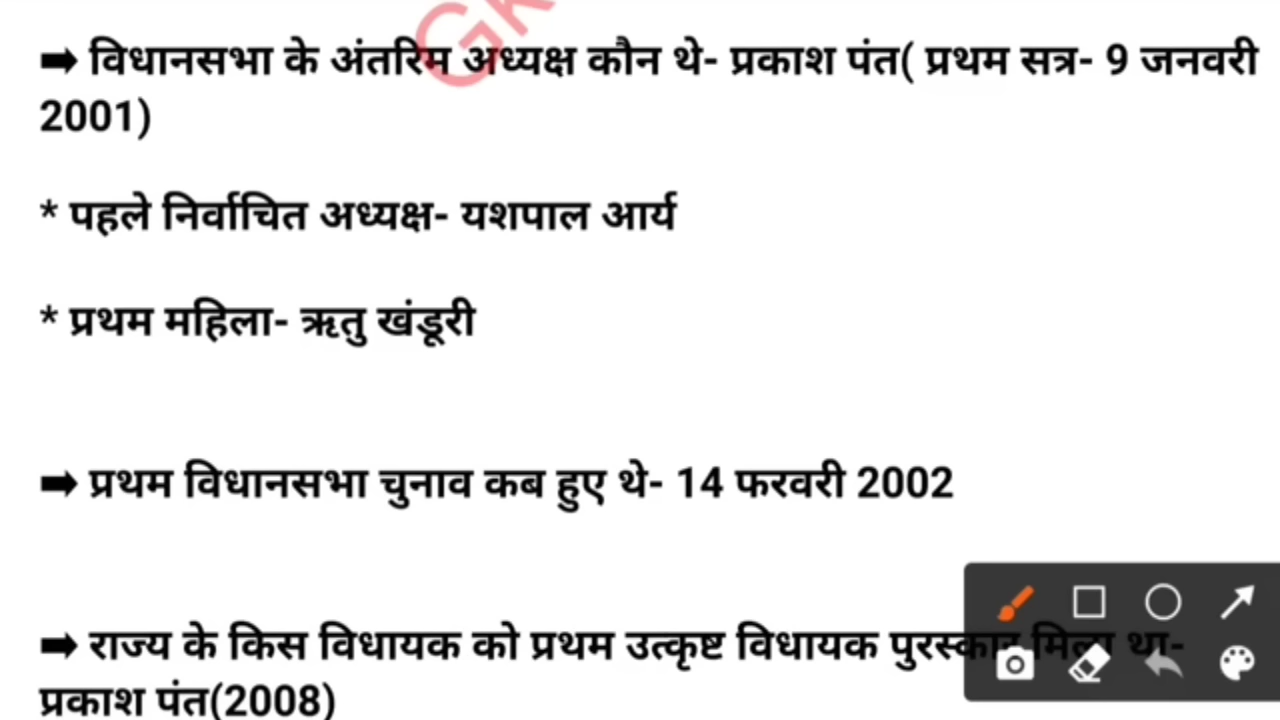 ➡ विधानसभा के अंतरिम अध्यक्ष कौन थे- प्रकाश पंत( प्रथम सत्र- 9 जनवरी
2001)
* पहले निर्वाचित अध्यक्ष- यशपाल आर्य
* प्रथम महिला- ऋतु खंडूरी
➡ प्रथम विधानसभा चुनाव कब हुए थे- 14 फरवरी 2002
➡ राज्य के किस विधायक को प्रथम उत्कृष्ट विधायक पुरस्कार मिला था-
प्रकाश पंत(2008)